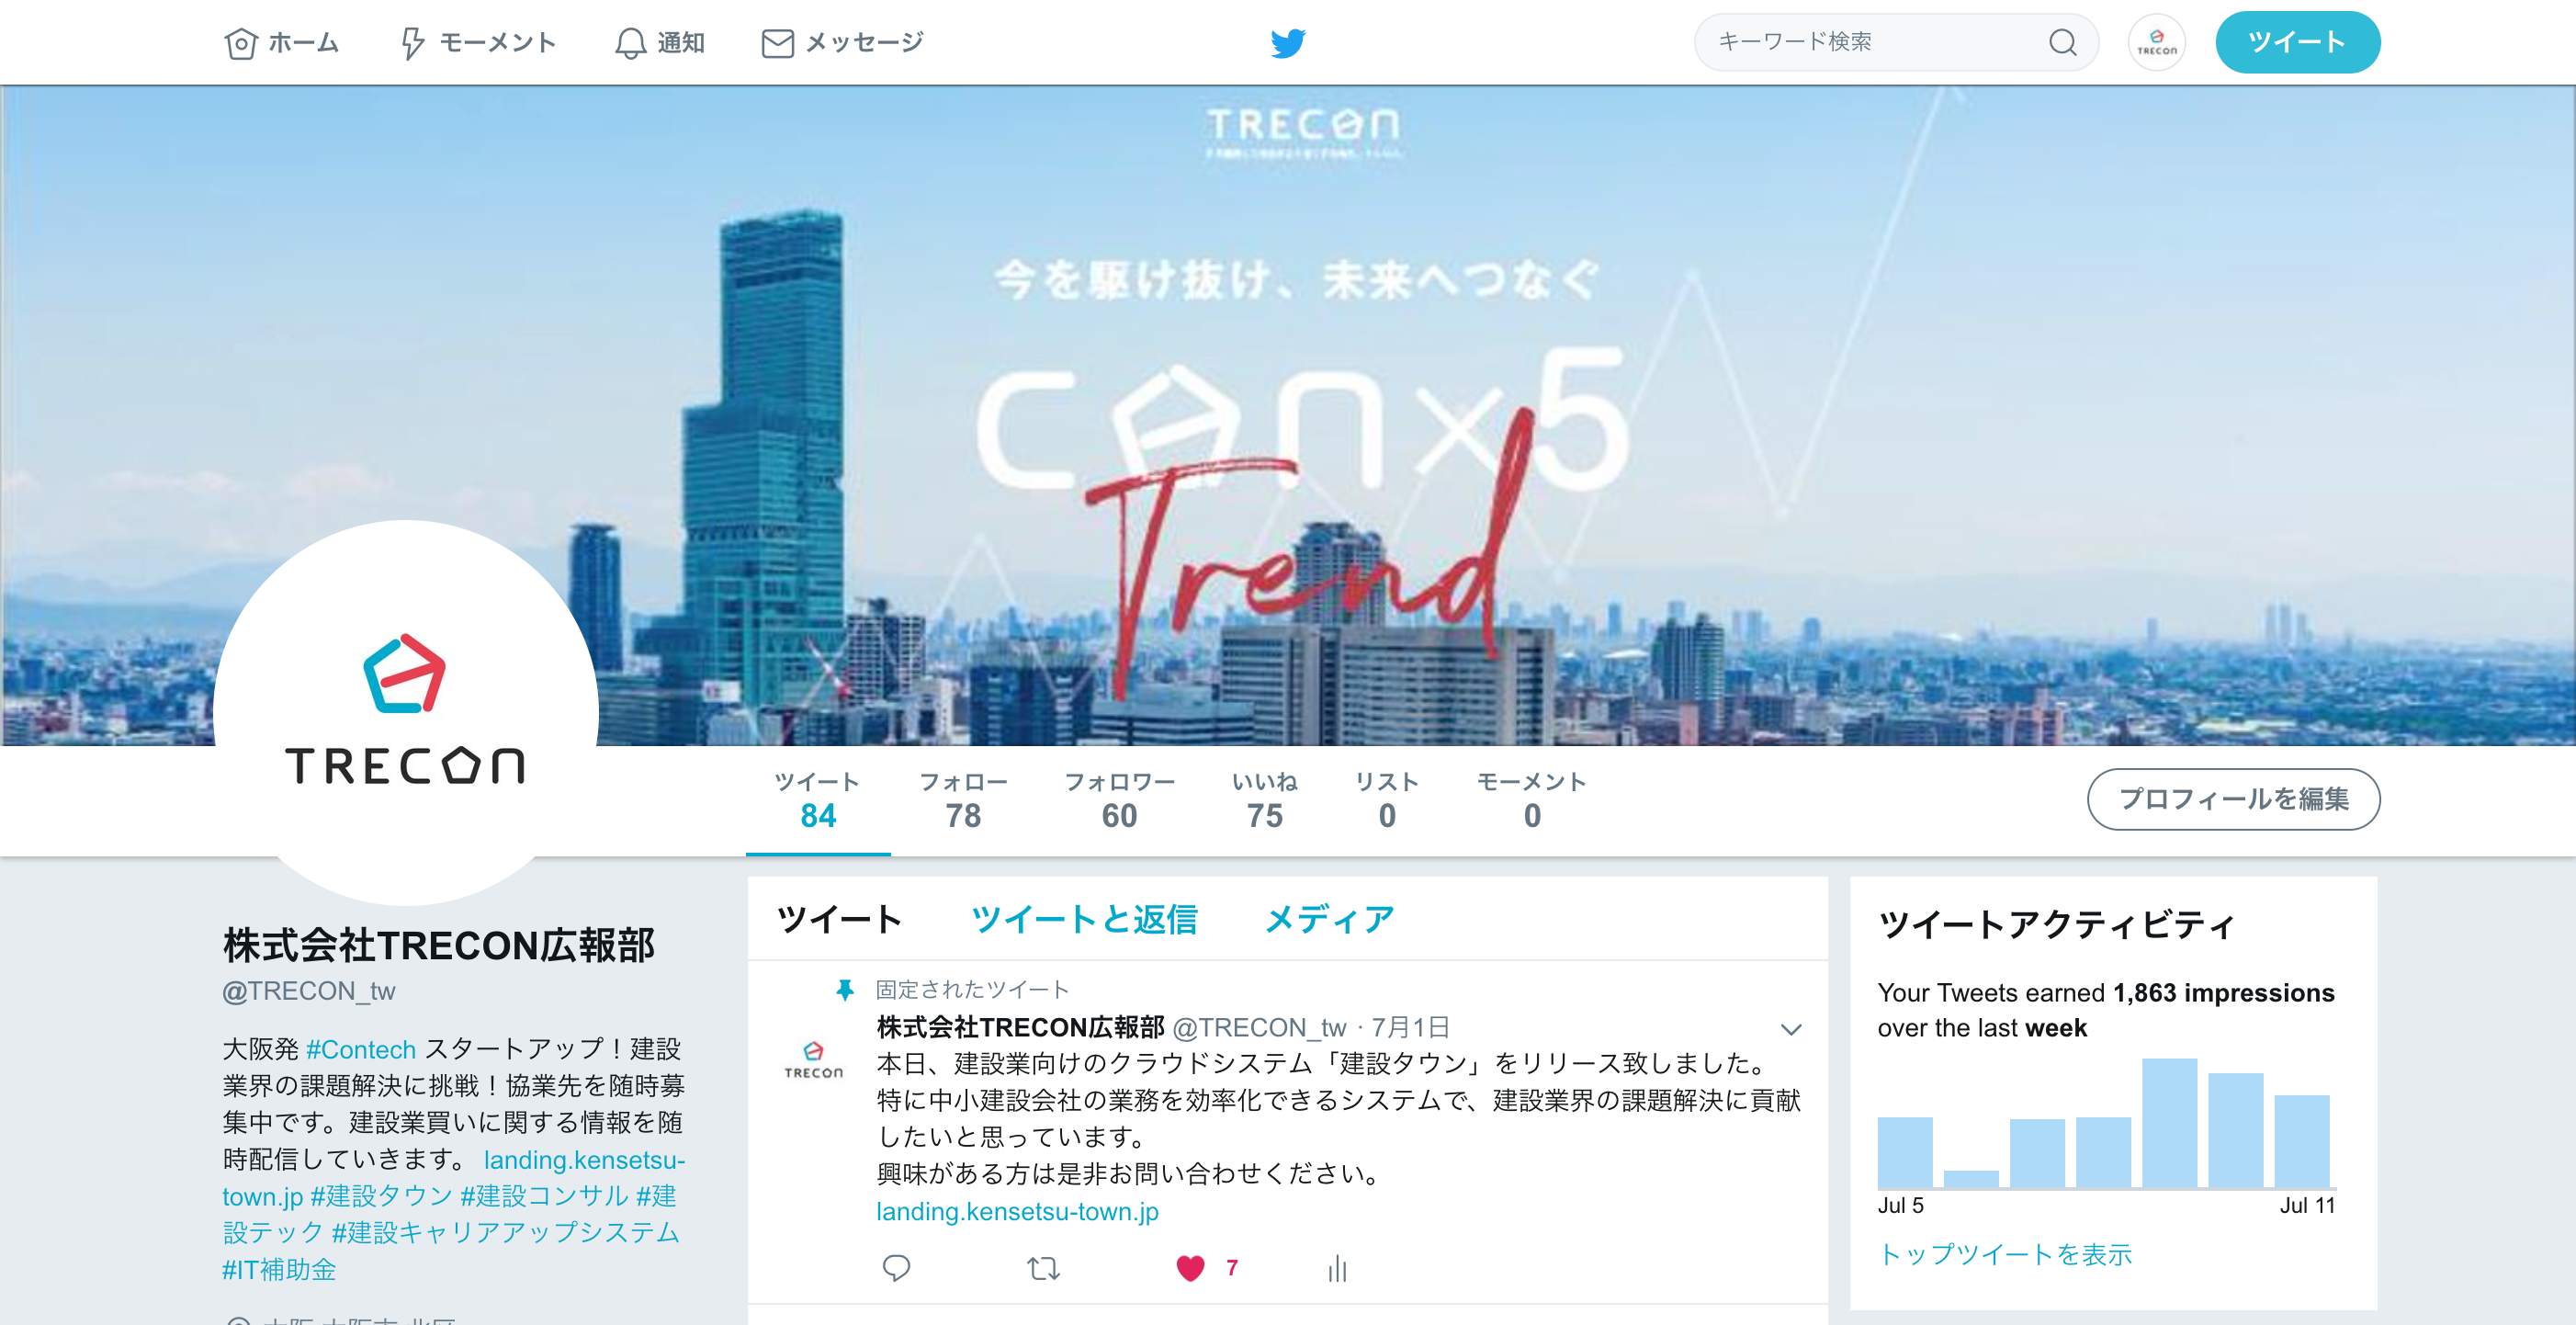 ホーム モーメント 通知 メッセージ キーワード検索 TRECON ツイート
TRECON
今を駆け抜け、未来へつなぐ
con×5
Trend
TRECON
ツイート フォロー フォロワー いいね リスト モーメント
84 78 60 75 0 0
プロフィールを編集
株式会社TRECON広報部
@TRECON_tw
大阪発 #Contech スタートアップ！建設
業界の課題解決に挑戦！協業先を随時募
集中です。建設業買いに関する情報を随
時配信していきます。 landing.kensetsu-
town.jp #建設タウン #建設コンサル #建
設テック #建設キャリアアップシステム
#IT補助金
ツイート ツイートと返信 メディア
固定されたツイート
株式会社TRECON広報部 @TRECON_tw · 7月1日
TRECON
本日、建設業向けのクラウドシステム「建設タウン」をリリース致しました。
特に中小建設会社の業務を効率化できるシステムで、建設業界の課題解決に貢献
したいと思っています。
興味がある方は是非お問い合わせください。
landing.kensetsu-town.jp
7
ツイートアクティビティ
Your Tweets earned 1,863 impressions
over the last week
Jul 5 Jul 11
トップツイートを表示